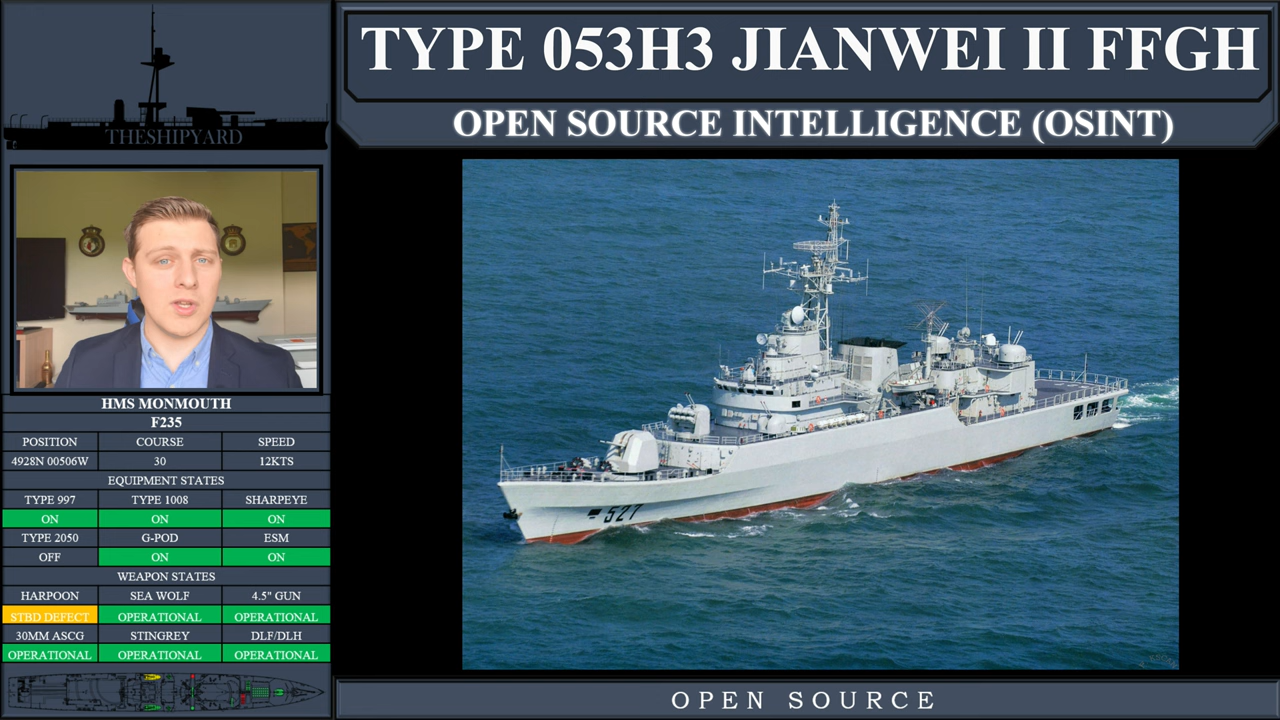 TYPE 053H3 JIANWEI II FFGH
OPEN SOURCE INTELLIGENCE (OSINT)
THESHIPYARD
HMS MONMOUTH
F235
POSITION COURSE SPEED
4928N 00506W 30 12KTS
EQUIPMENT STATES
TYPE 997 TYPE 1008 SHARPEYE
ON ON ON
TYPE 2050 G-POD ESM
OFF ON ON
WEAPON STATES
HARPOON SEA WOLF 4.5" GUN
STBD DEFECT OPERATIONAL OPERATIONAL
30MM ASCG STINGREY DLF/DLH
OPERATIONAL OPERATIONAL OPERATIONAL
527
OPEN SOURCE